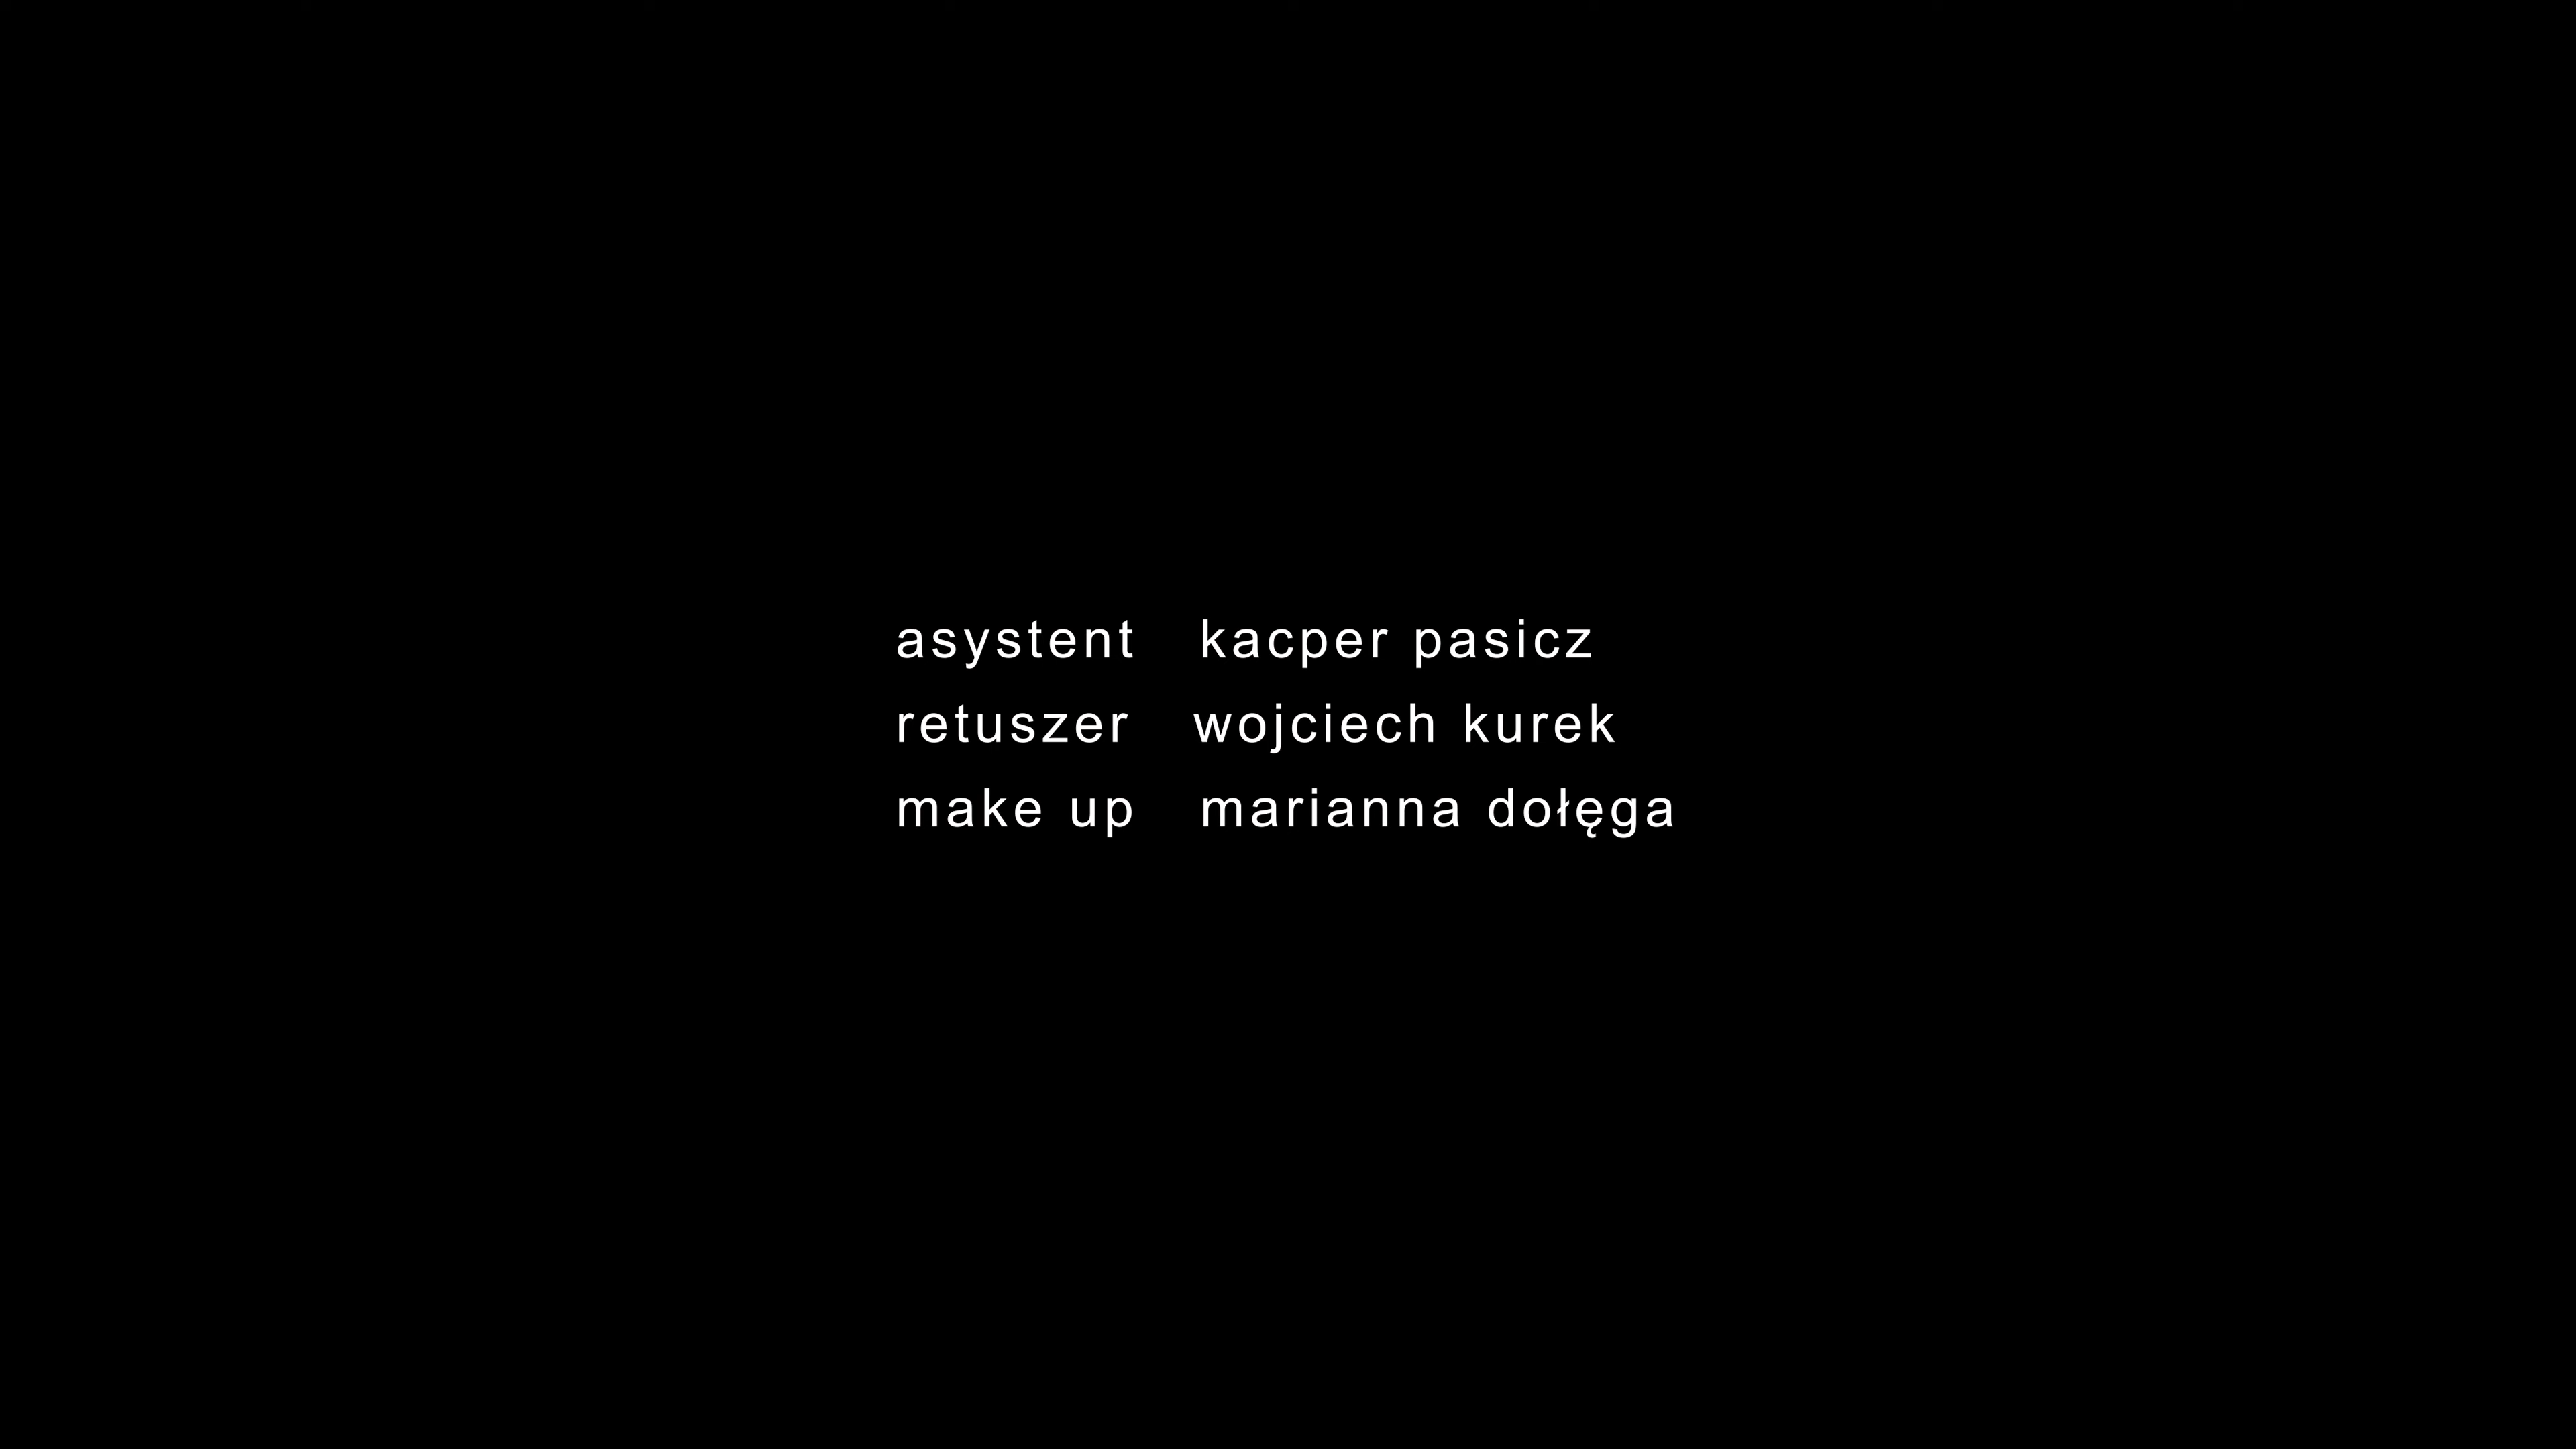 asystent kacper pasicz
retuszer wojciech kurek
make up marianna dołęga